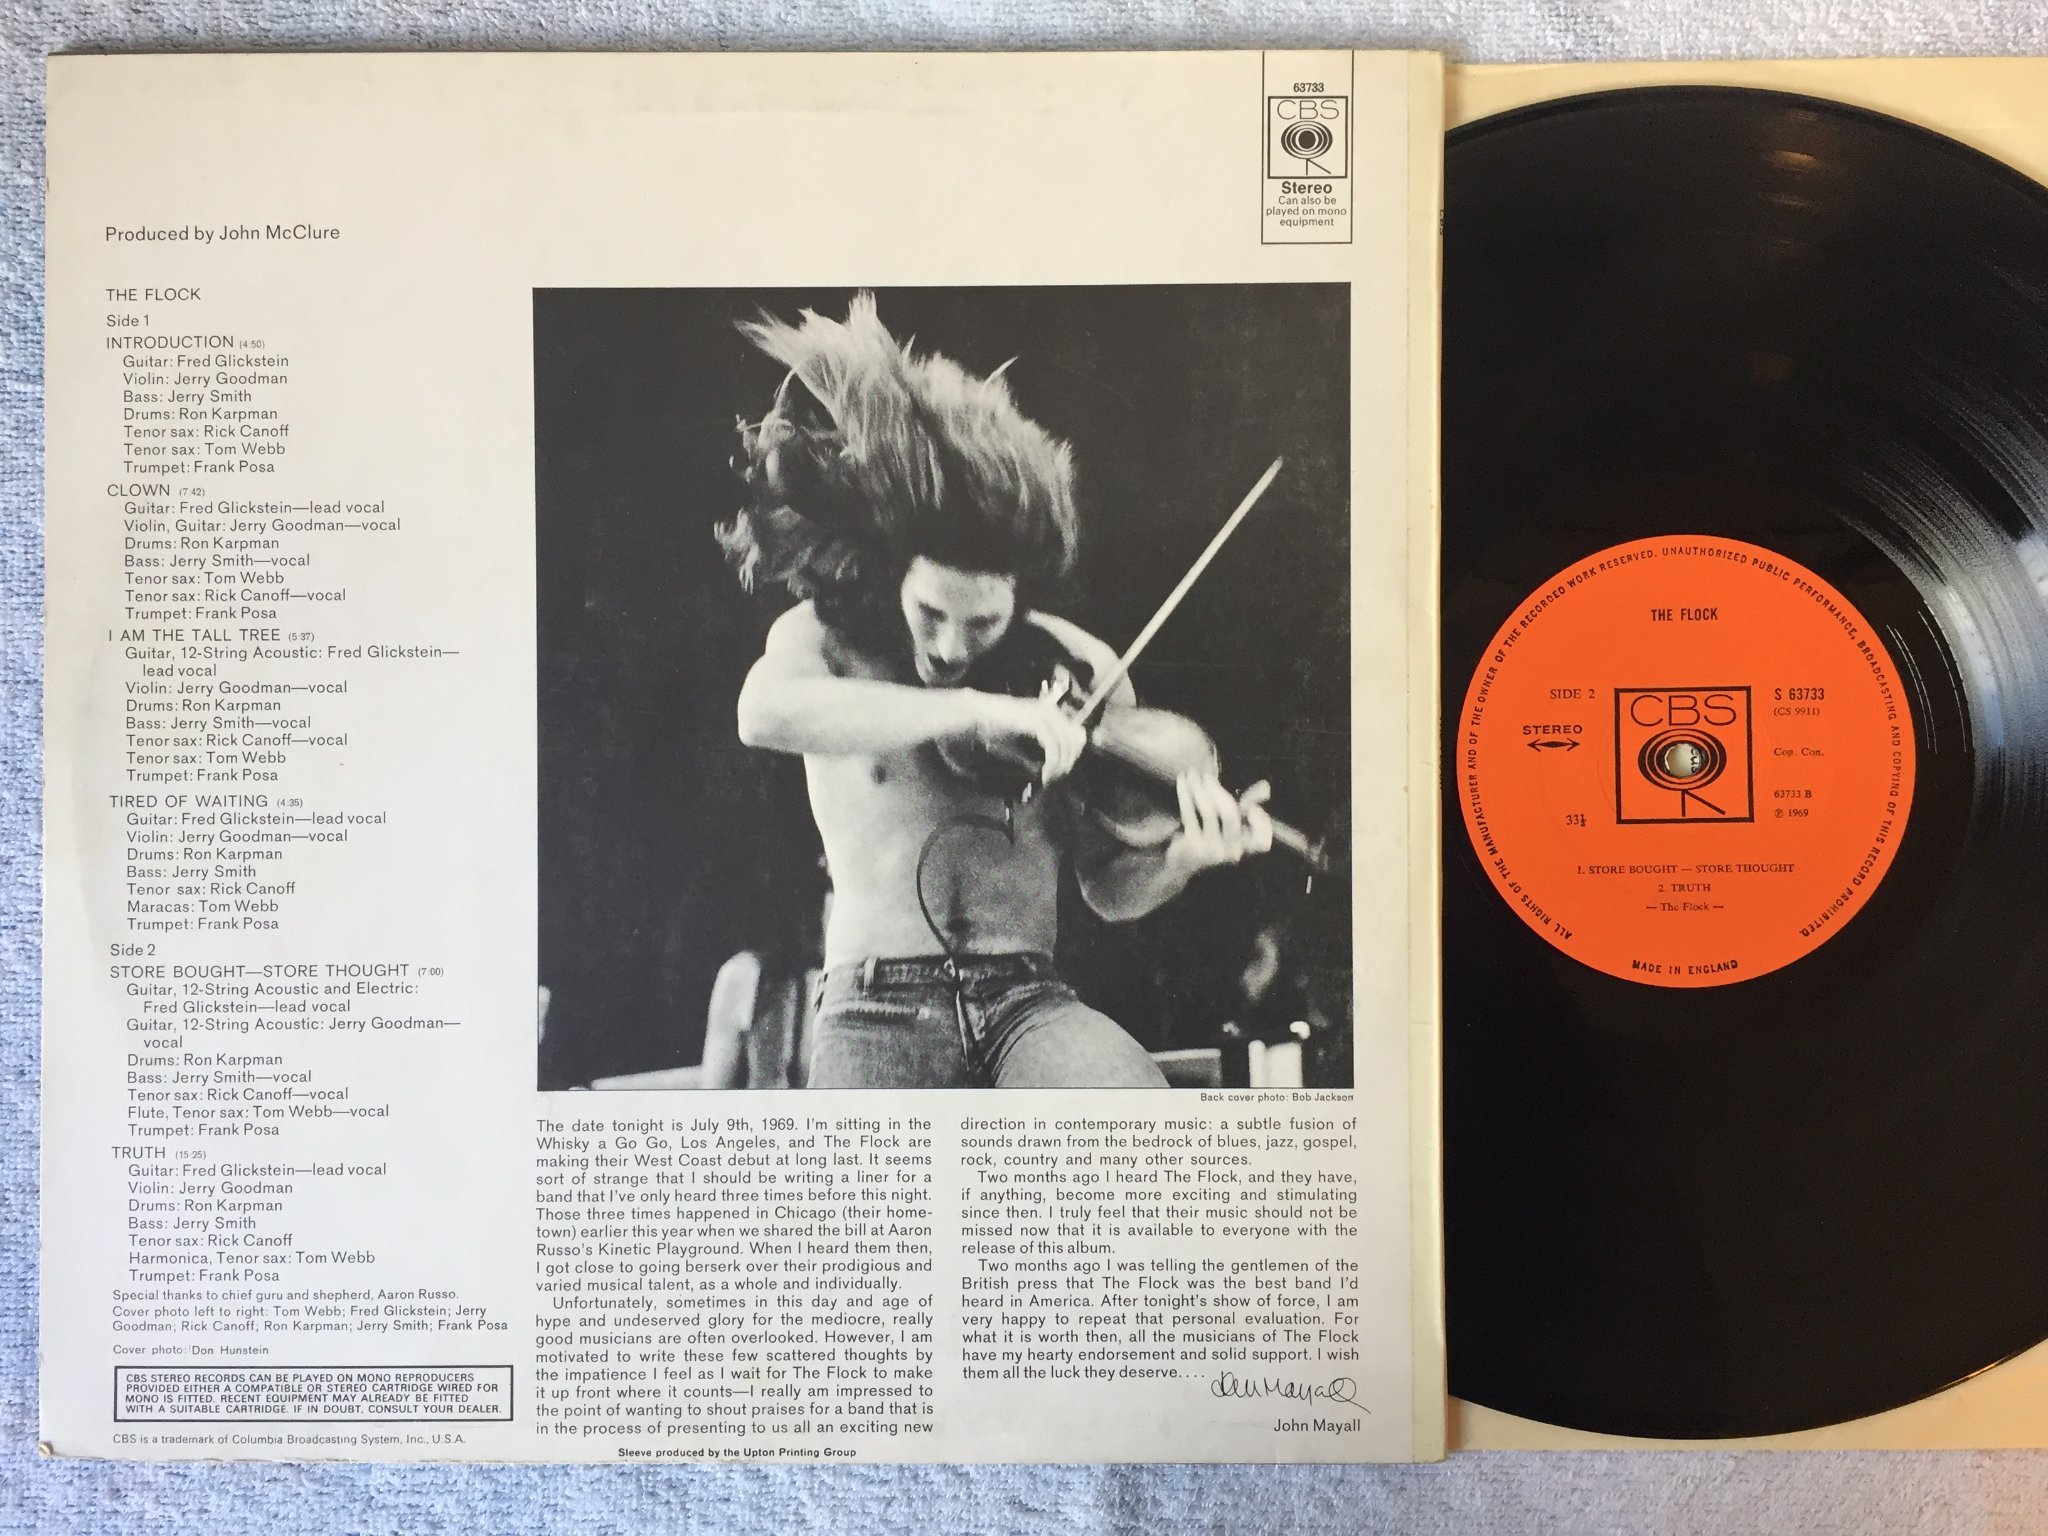 63733
CBS
Stereo
Can also be
played on mono
equipment
Produced by John McClure
THE FLOCK
Side 1
INTRODUCTION (4:50)
Guitar: Fred Glickstein
Violin: Jerry Goodman
Bass: Jerry Smith
Drums: Ron Karpman
Tenor sax: Rick Canoff
Tenor sax: Tom Webb
Trumpet: Frank Posa
CLOWN (7:42)
Guitar: Fred Glickstein—lead vocal
Violin, Guitar: Jerry Goodman—vocal
Drums: Ron Karpman
Bass: Jerry Smith—vocal
Tenor sax: Tom Webb
Tenor sax: Rick Canoff—vocal
Trumpet: Frank Posa
I AM THE TALL TREE (5:37)
Guitar, 12-String Acoustic: Fred Glickstein—
lead vocal
Violin: Jerry Goodman—vocal
Drums: Ron Karpman
Bass: Jerry Smith—vocal
Tenor sax: Rick Canoff—vocal
Tenor sax: Tom Webb
Trumpet: Frank Posa
TIRED OF WAITING (4:35)
Guitar: Fred Glickstein—lead vocal
Violin: Jerry Goodman—vocal
Drums: Ron Karpman
Bass: Jerry Smith
Tenor sax: Rick Canoff
Maracas: Tom Webb
Trumpet: Frank Posa
Side 2
STORE BOUGHT—STORE THOUGHT (7:00)
Guitar, 12-String Acoustic and Electric:
Fred Glickstein—lead vocal
Guitar, 12-String Acoustic: Jerry Goodman—
vocal
Drums: Ron Karpman
Bass: Jerry Smith—vocal
Tenor sax: Rick Canoff—vocal
Flute, Tenor sax: Tom Webb—vocal
Trumpet: Frank Posa
TRUTH (15:25)
Guitar: Fred Glickstein—lead vocal
Violin: Jerry Goodman
Drums: Ron Karpman
Bass: Jerry Smith
Tenor sax: Rick Canoff
Harmonica, Tenor sax: Tom Webb
Trumpet: Frank Posa
Special thanks to chief guru and shepherd, Aaron Russo.
Cover photo left to right: Tom Webb; Fred Glickstein; Jerry
Goodman; Rick Canoff; Ron Karpman; Jerry Smith; Frank Posa
Cover photo: Don Hunstein
CBS STEREO RECORDS CAN BE PLAYED ON MONO REPRODUCERS
PROVIDED EITHER A COMPATIBLE OR STEREO CARTRIDGE WIRED FOR
MONO IS FITTED. RECENT EQUIPMENT MAY ALREADY BE FITTED
WITH A SUITABLE CARTRIDGE. IF IN DOUBT, CONSULT YOUR DEALER.
CBS is a trademark of Columbia Broadcasting System, Inc., U.S.A.
Back cover photo: Bob Jackson
The date tonight is July 9th, 1969. I'm sitting in the
Whisky a Go Go, Los Angeles, and The Flock are
making their West Coast debut at long last. It seems
sort of strange that I should be writing a liner for a
band that I've only heard three times before this night.
Those three times happened in Chicago (their home-
town) earlier this year when we shared the bill at Aaron
Russo's Kinetic Playground. When I heard them then,
I got close to going berserk over their prodigious and
varied musical talent, as a whole and individually.
Unfortunately, sometimes in this day and age of
hype and undeserved glory for the mediocre, really
good musicians are often overlooked. However, I am
motivated to write these few scattered thoughts by
the impatience I feel as I wait for The Flock to make
it up front where it counts—I really am impressed to
the point of wanting to shout praises for a band that is
in the process of presenting to us all an exciting new
direction in contemporary music: a subtle fusion of
sounds drawn from the bedrock of blues, jazz, gospel,
rock, country and many other sources.
Two months ago I heard The Flock, and they have,
if anything, become more exciting and stimulating
since then. I truly feel that their music should not be
missed now that it is available to everyone with the
release of this album.
Two months ago I was telling the gentlemen of the
British press that The Flock was the best band I'd
heard in America. After tonight's show of force, I am
very happy to repeat that personal evaluation. For
what it is worth then, all the musicians of The Flock
have my hearty endorsement and solid support. I wish
them all the luck they deserve....
John Mayall
John Mayall
Sleeve produced by the Upton Printing Group
ALL RIGHTS OF THE MANUFACTURER AND OF THE OWNER OF THE RECORDED WORK RESERVED. UNAUTHORIZED PUBLIC PERFORMANCE, BROADCASTING AND COPYING OF THIS RECORD PROHIBITED.
THE FLOCK
SIDE 2
STEREO
33⅓
CBS
S 63733
(CS 9911)
Cop. Con.
63733 B
℗ 1969
1. STORE BOUGHT — STORE THOUGHT
2. TRUTH
— The Flock —
MADE IN ENGLAND